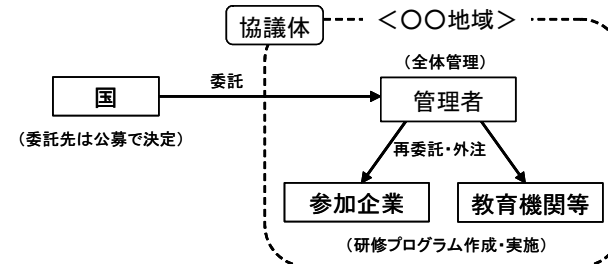 協議体
＜〇〇地域＞
（全体管理）
国
委託
管理者
（委託先は公募で決定）
再委託・外注
参加企業
教育機関等
（研修プログラム作成・実施）